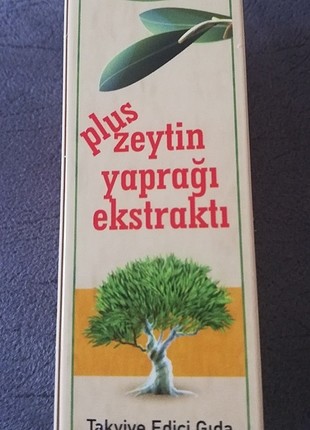 plus
zeytin
yaprağı
ekstraktı
Takviye Edici Gıda